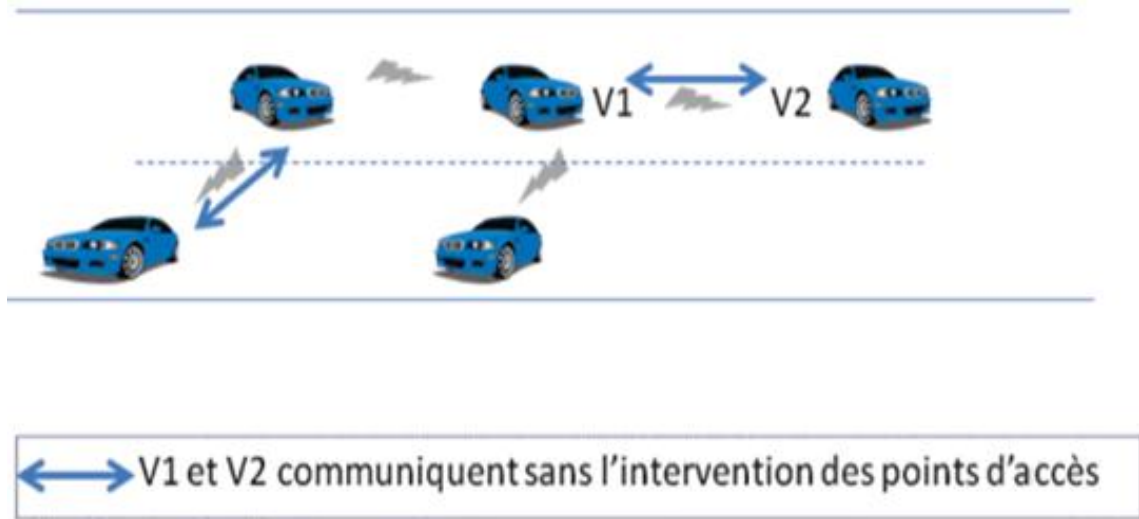 V1
V2
V1 et V2 communiquent sans l'intervention des points d'accès